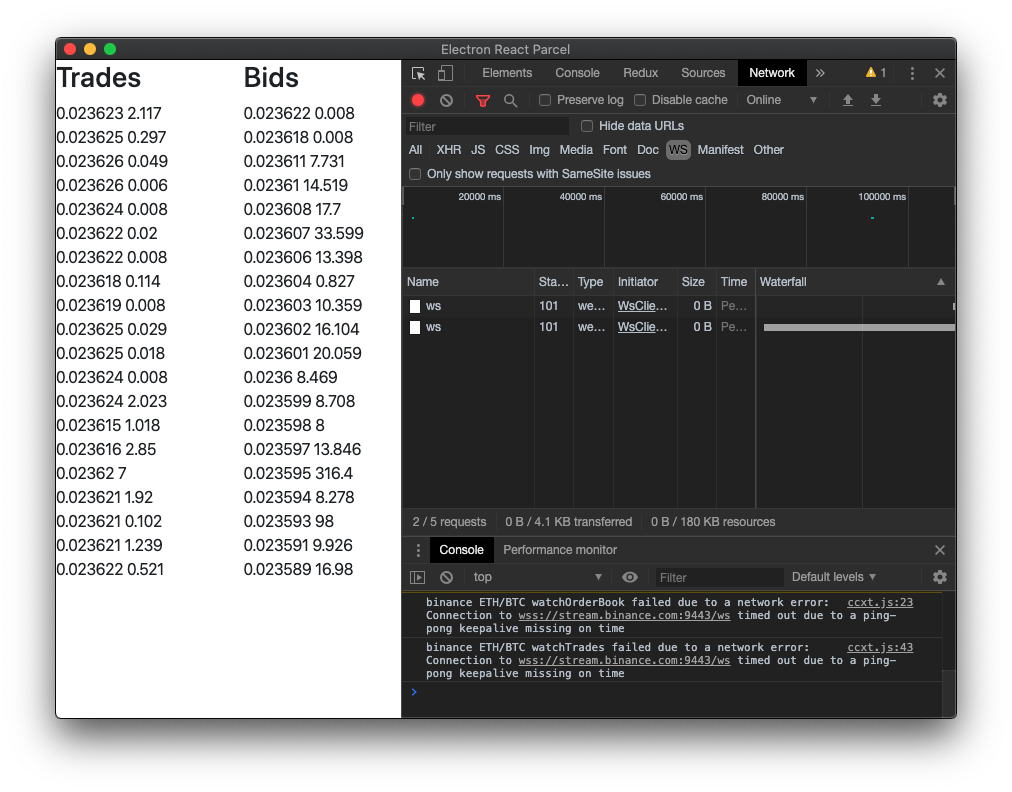 Electron React Parcel
Trades
0.023623 2.117
0.023625 0.297
0.023626 0.049
0.023626 0.006
0.023624 0.008
0.023622 0.02
0.023622 0.008
0.023618 0.114
0.023619 0.008
0.023625 0.029
0.023625 0.018
0.023624 0.008
0.023624 2.023
0.023615 1.018
0.023616 2.85
0.02362 7
0.023621 1.92
0.023621 0.102
0.023621 1.239
0.023622 0.521
Bids
0.023622 0.008
0.023618 0.008
0.023611 7.731
0.02361 14.519
0.023608 17.7
0.023607 33.599
0.023606 13.398
0.023604 0.827
0.023603 10.359
0.023602 16.104
0.023601 20.059
0.0236 8.469
0.023599 8.708
0.023598 8
0.023597 13.846
0.023595 316.4
0.023594 8.278
0.023593 98
0.023591 9.926
0.023589 16.98
Elements Console Redux Sources Network » 1
Preserve log Disable cache Online
Filter Hide data URLs
All XHR JS CSS Img Media Font Doc WS Manifest Other
Only show requests with SameSite issues
20000 ms 40000 ms 60000 ms 80000 ms 100000 ms
Name Sta... Type Initiator Size Time Waterfall
ws 101 we... WsClie... 0 B Pe...
ws 101 we... WsClie... 0 B Pe...
2 / 5 requests 0 B / 4.1 KB transferred 0 B / 180 KB resources
Console Performance monitor
top Filter Default levels
binance ETH/BTC watchOrderBook failed due to a network error: ccxt.js:23
Connection to wss://stream.binance.com:9443/ws timed out due to a ping-
pong keepalive missing on time
binance ETH/BTC watchTrades failed due to a network error: ccxt.js:43
Connection to wss://stream.binance.com:9443/ws timed out due to a ping-
pong keepalive missing on time